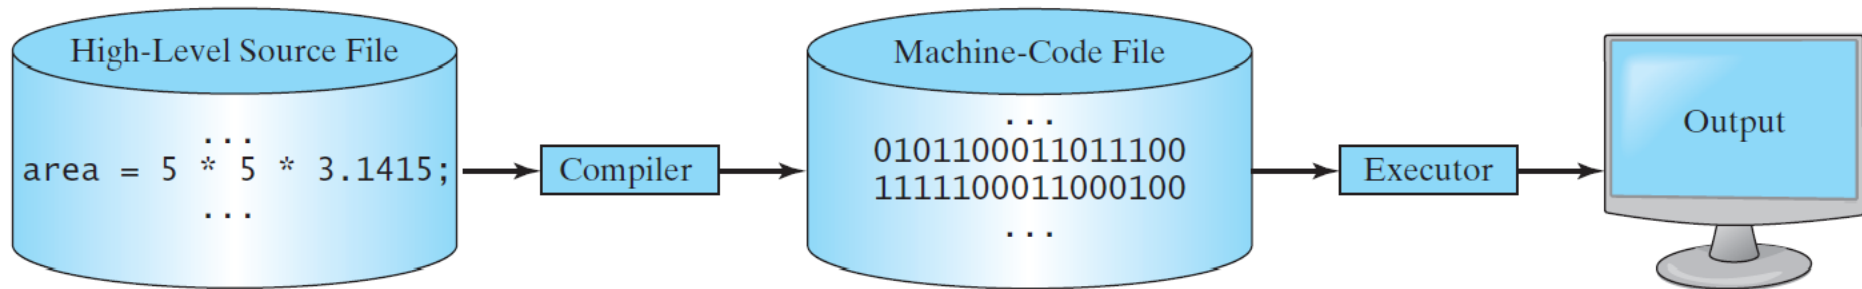 High-Level Source File
...
area = 5 * 5 * 3.1415;
...
Compiler
Machine-Code File
...
0101100011011100
1111100011000100
...
Executor
Output